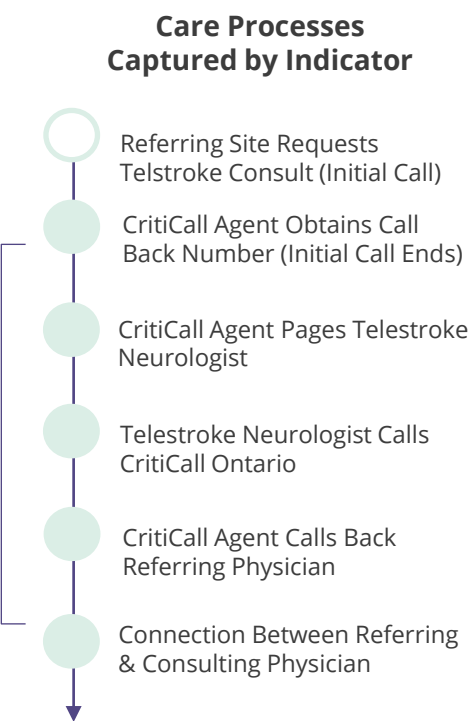 Care Processes
Captured by Indicator
Referring Site Requests
Telstroke Consult (Initial Call)
CritiCall Agent Obtains Call
Back Number (Initial Call Ends)
CritiCall Agent Pages Telestroke
Neurologist
Telestroke Neurologist Calls
CritiCall Ontario
CritiCall Agent Calls Back
Referring Physician
Connection Between Referring
& Consulting Physician